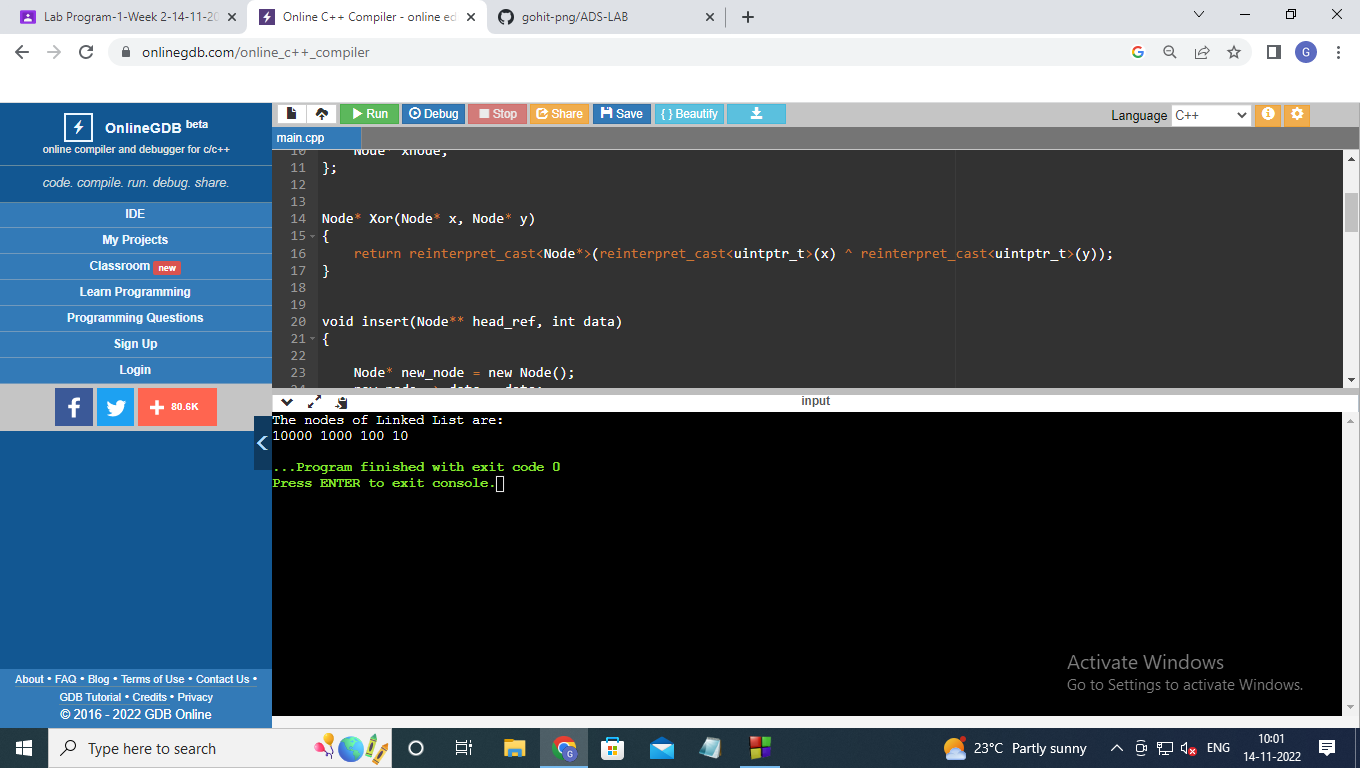 Lab Program-1-Week 2-14-11-20
Online C++ Compiler - online ed
gohit-png/ADS-LAB
onlinegdb.com/online_c++_compiler
G
OnlineGDB beta
online compiler and debugger for c/c++
code. compile. run. debug. share.
IDE
My Projects
Classroom new
Learn Programming
Programming Questions
Sign Up
Login
80.6K
About • FAQ • Blog • Terms of Use • Contact Us •
GDB Tutorial • Credits • Privacy
© 2016 - 2022 GDB Online
Run Debug Stop Share Save { } Beautify
Language C++
main.cpp
10 Node* xnode;
11 };
12
13
14 Node* Xor(Node* x, Node* y)
15 {
16 return reinterpret_cast<Node*>(reinterpret_cast<uintptr_t>(x) ^ reinterpret_cast<uintptr_t>(y));
17 }
18
19
20 void insert(Node** head_ref, int data)
21 {
22
23 Node* new_node = new Node();
24 new_node -> data = data;
input
The nodes of Linked List are:
10000 1000 100 10
...Program finished with exit code 0
Press ENTER to exit console.
Activate Windows
Go to Settings to activate Windows.
Type here to search
G
23°C Partly sunny
ENG
10:01
14-11-2022